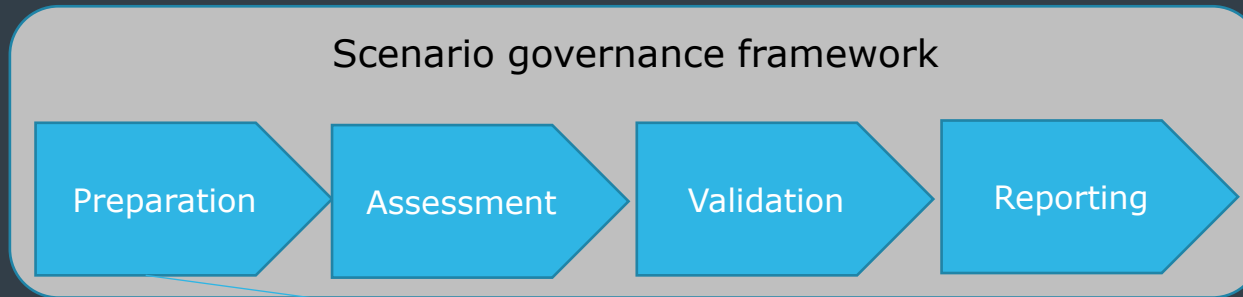 Scenario governance framework
Preparation
Assessment
Validation
Reporting